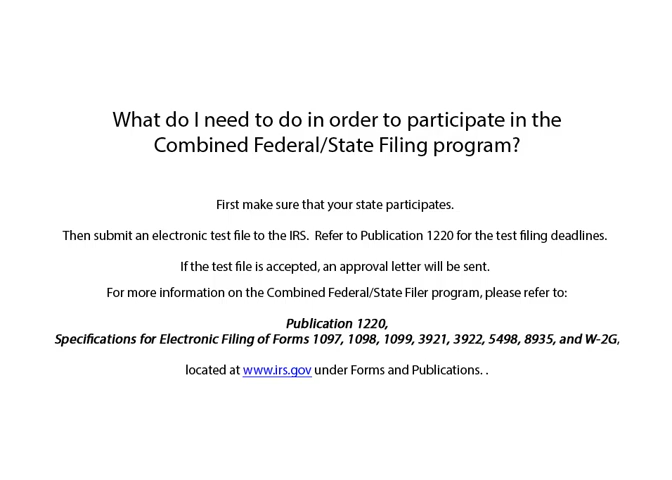 What do I need to do in order to participate in the
Combined Federal/State Filing program?
First make sure that your state participates.
Then submit an electronic test file to the IRS.  Refer to Publication 1220 for the test filing deadlines.
If the test file is accepted, an approval letter will be sent.
For more information on the Combined Federal/State Filer program, please refer to:
Publication 1220,
Specifications for Electronic Filing of Forms 1097, 1098, 1099, 3921, 3922, 5498, 8935, and W-2G,
located at www.irs.gov under Forms and Publications. .